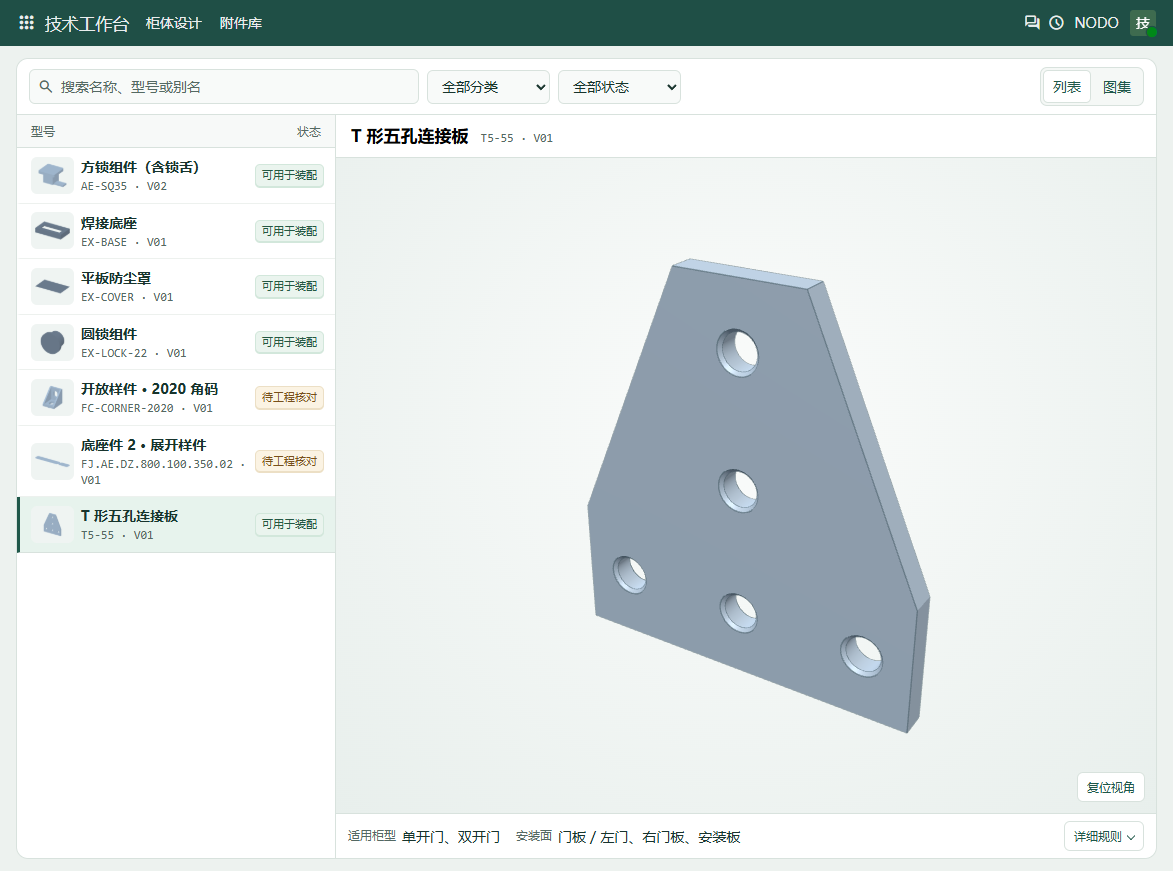 技术工作台 柜体设计 附件库 NODO 技
搜索名称、型号或别名 全部分类 全部状态 列表 图集
型号 状态
方锁组件（含锁舌）
AE-SQ35 · V02
可用于装配
焊接底座
EX-BASE · V01
可用于装配
平板防尘罩
EX-COVER · V01
可用于装配
圆锁组件
EX-LOCK-22 · V01
可用于装配
开放样件 • 2020 角码
FC-CORNER-2020 · V01
待工程核对
底座件 2 • 展开样件
FJ.AE.DZ.800.100.350.02 ·
V01
待工程核对
T 形五孔连接板
T5-55 · V01
可用于装配
T 形五孔连接板 T5-55 · V01
复位视角
适用柜型 单开门、双开门 安装面 门板 / 左门、右门板、安装板 详细规则